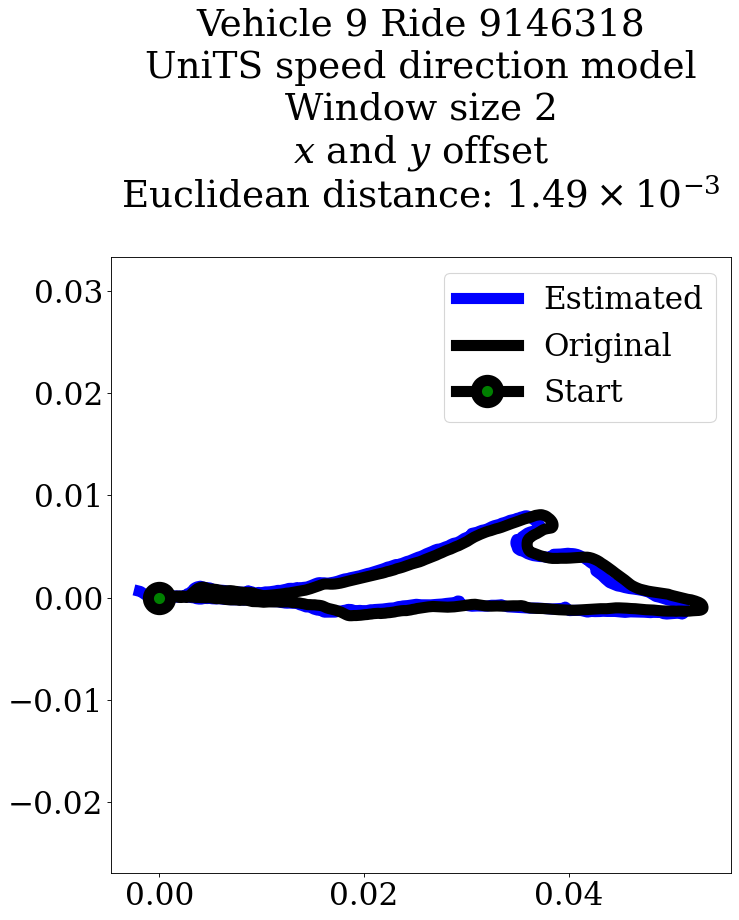 Vehicle 9 Ride 9146318
UniTS speed direction model
Window size 2
x and y offset
Euclidean distance: 1.49 × 10⁻³
Estimated
Original
Start
0.03
0.02
0.01
0.00
−0.01
−0.02
0.00 0.02 0.04